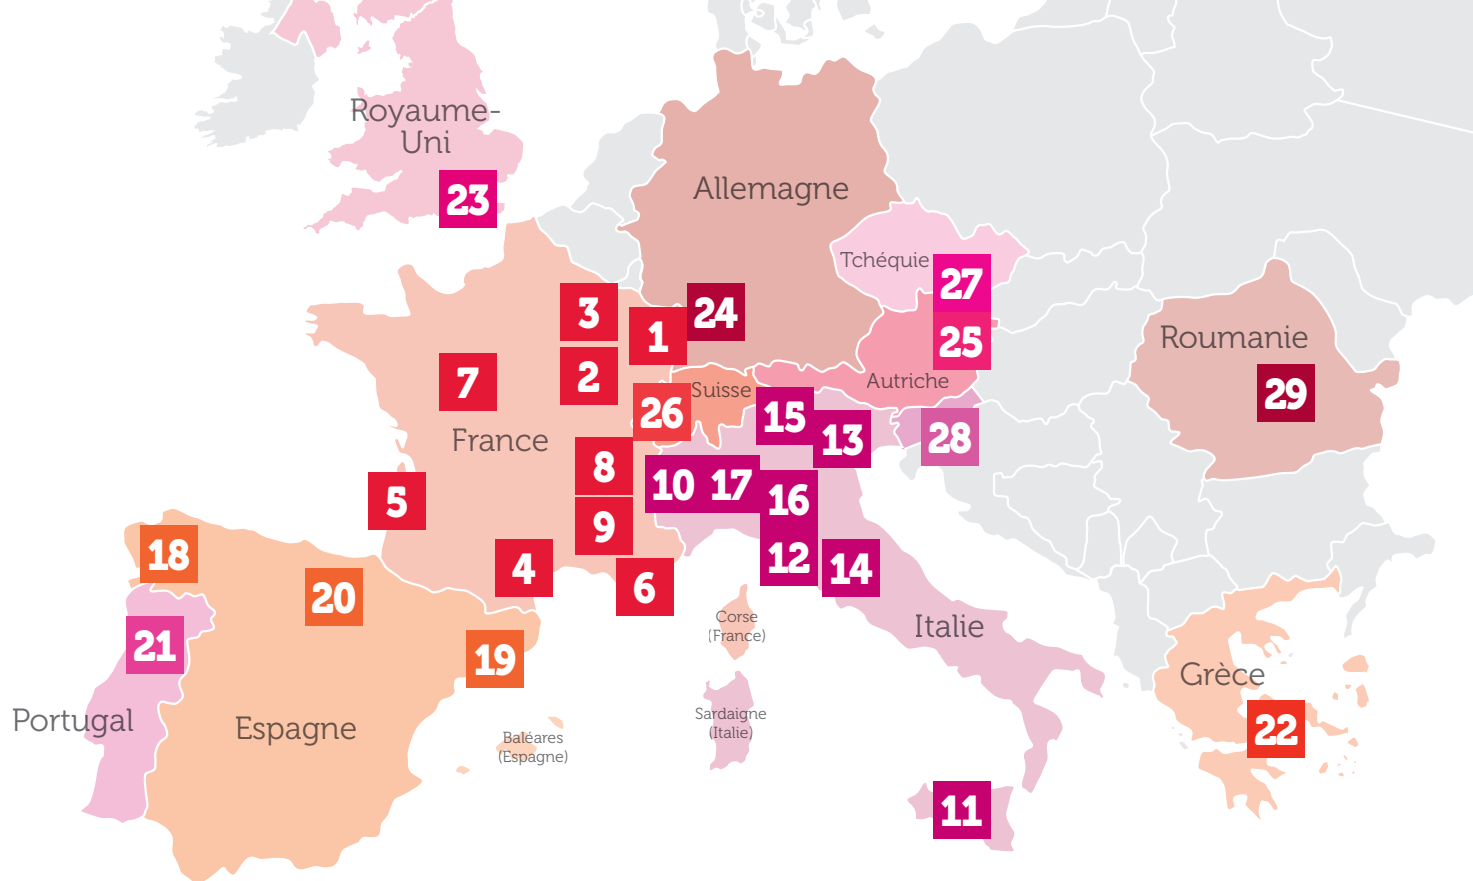 Royaume-
Uni
23
Allemagne
Tchéquie
27
3
24
1
25
Roumanie
7
2
Autriche
29
Suisse
26
15
13
28
France
8
10
17
16
5
9
18
12
14
4
20
6
Corse
(France)
Italie
21
19
Grèce
Portugal
Espagne
Sardaigne
(Italie)
22
Baléares
(Espagne)
11